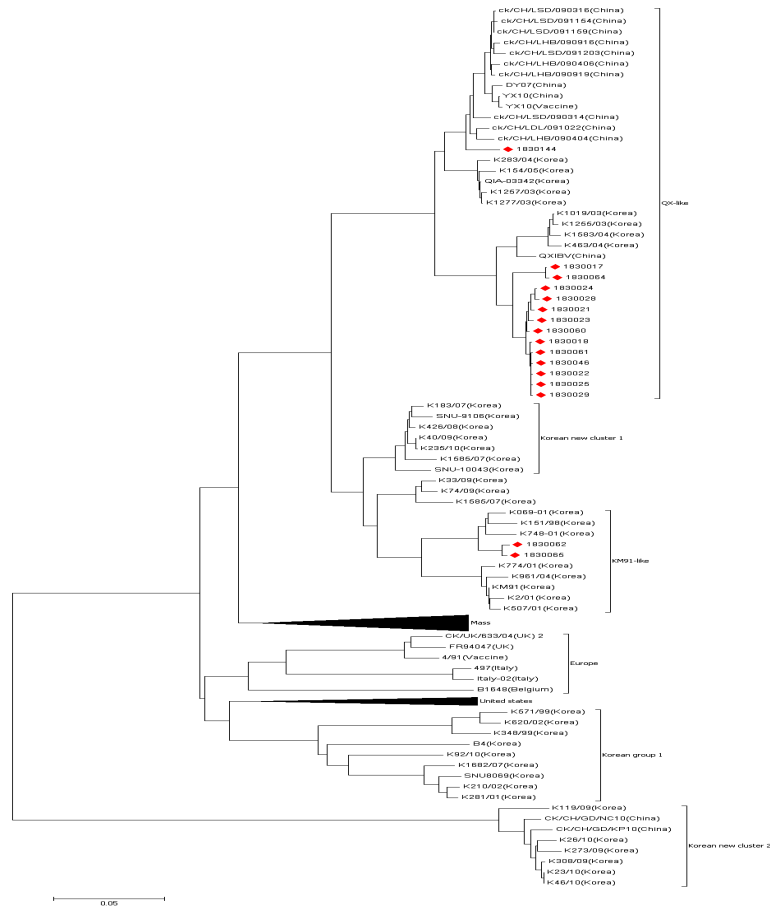 ck/CH/LSD/090316(China)
ck/CH/LSD/091154(China)
ck/CH/LSD/091159(China)
ck/CH/LHB/090915(China)
ck/CH/LSD/091203(China)
ck/CH/LHB/090406(China)
ck/CH/LHB/090919(China)
DY07(China)
YX10(China)
YX10(Vaccine)
ck/CH/LSD/090314(China)
ck/CH/LDL/091022(China)
ck/CH/LHB/090404(China)
1830144
K283/04(Korea)
K154/05(Korea)
QIA-03342(Korea)
K1257/03(Korea)
K1277/03(Korea)
QX-like
K1019/03(Korea)
K1255/03(Korea)
K1583/04(Korea)
K463/04(Korea)
QXIBV(China)
1830017
1830064
1830024
1830028
1830021
1830023
1830060
1830018
1830061
1830046
1830022
1830025
1830029
K183/07(Korea)
SNU-9106(Korea)
K426/08(Korea)
K40/09(Korea)
Korean new cluster 1
K235/10(Korea)
K1585/07(Korea)
SNU-10043(Korea)
K33/09(Korea)
K74/09(Korea)
K1586/07(Korea)
K069-01(Korea)
K151/98(Korea)
K748-01(Korea)
1830062
1830065
KM91-like
K774/01(Korea)
K961/04(Korea)
KM91(Korea)
K2/01(Korea)
K507/01(Korea)
Mass
CK/UK/633/04(UK) 2
FR94047(UK)
4/91(Vaccine)
Europe
497(Italy)
Italy-02(Italy)
B1648(Belgium)
United states
K571/99(Korea)
K620/02(Korea)
K348/99(Korea)
B4(Korea)
K92/10(Korea)
Korean group 1
K1682/07(Korea)
SNU8069(Korea)
K210/02(Korea)
K281/01(Korea)
K119/09(Korea)
CK/CH/GD/NC10(China)
CK/CH/GD/KP10(China)
K26/10(Korea)
Korean new cluster 2
K273/09(Korea)
K308/09(Korea)
K23/10(Korea)
K46/10(Korea)
0.05